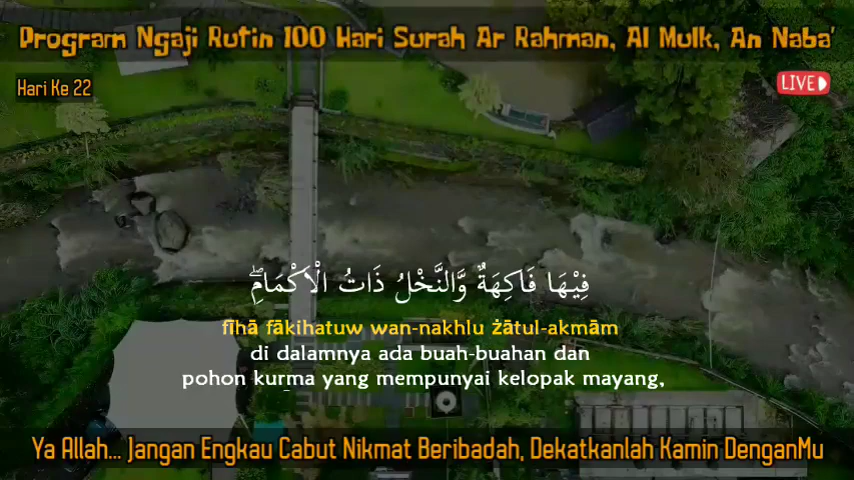 Program Ngaji Rutin 100 Hari Surah Ar Rahman, Al Mulk, An Naba'
Hari Ke 22
LIVE
فِيْهَا فَاكِهَةٌ وَّالنَّخْلُ ذَاتُ الْاَكْمَامِۖ
fīhā fākihatuw wan-nakhlu żātul-akmām
di dalamnya ada buah-buahan dan
pohon kurma yang mempunyai kelopak mayang,
Ya Allah... Jangan Engkau Cabut Nikmat Beribadah, Dekatkanlah Kamin DenganMu